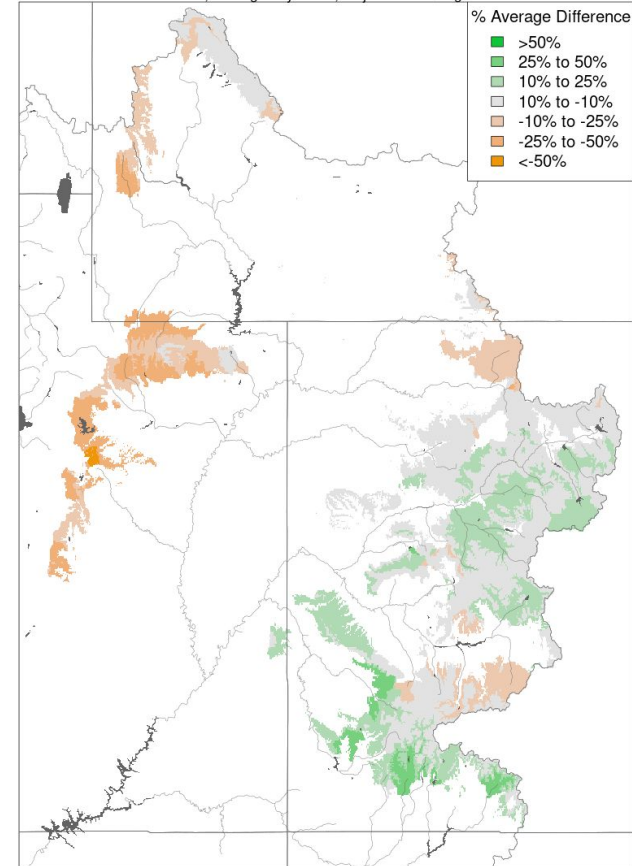 % Average Difference
>50%
25% to 50%
10% to 25%
10% to -10%
-10% to -25%
-25% to -50%
<-50%